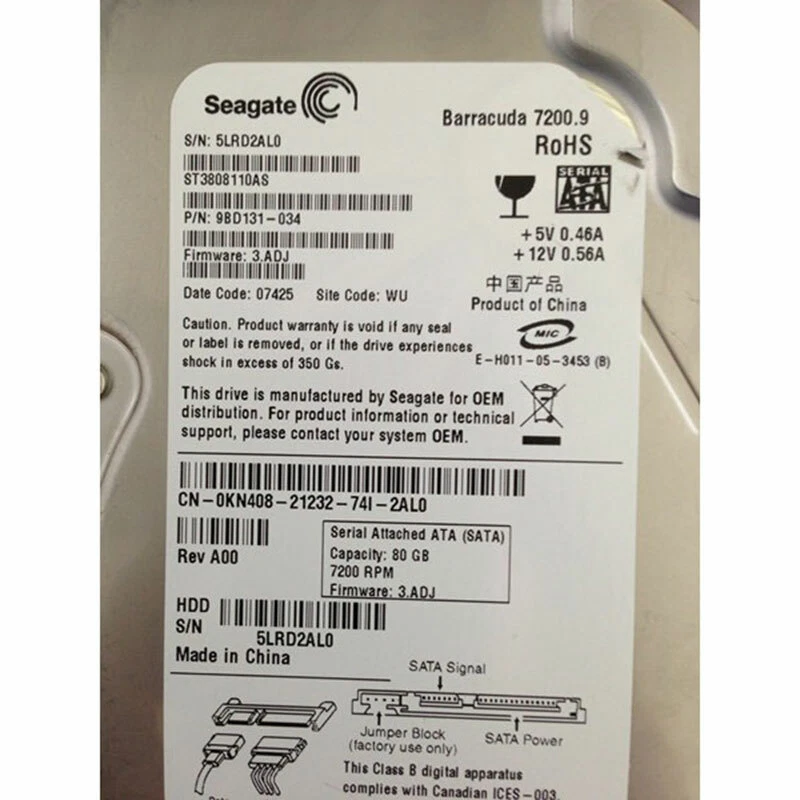 Seagate
Barracuda 7200.9
RoHS
S/N: 5LRD2AL0
ST3808110AS
SERIAL
ATA
P/N: 9BD131-034
+5V 0.46A
+12V 0.56A
Firmware: 3.ADJ
中国产品
Product of China
Date Code: 07425 Site Code: WU
Caution. Product warranty is void if any seal
or label is removed, or if the drive experiences
shock in excess of 350 Gs.
MIC
E-H011-05-3453 (B)
This drive is manufactured by Seagate for OEM
distribution. For product information or technical
support, please contact your system OEM.
CN-0KN408-21232-74I-2AL0
Rev A00
Serial Attached ATA (SATA)
Capacity: 80 GB
7200 RPM
Firmware: 3.ADJ
HDD
S/N
5LRD2AL0
Made in China
SATA Signal
Jumper Block
(factory use only)
SATA Power
This Class B digital apparatus
complies with Canadian ICES-003.